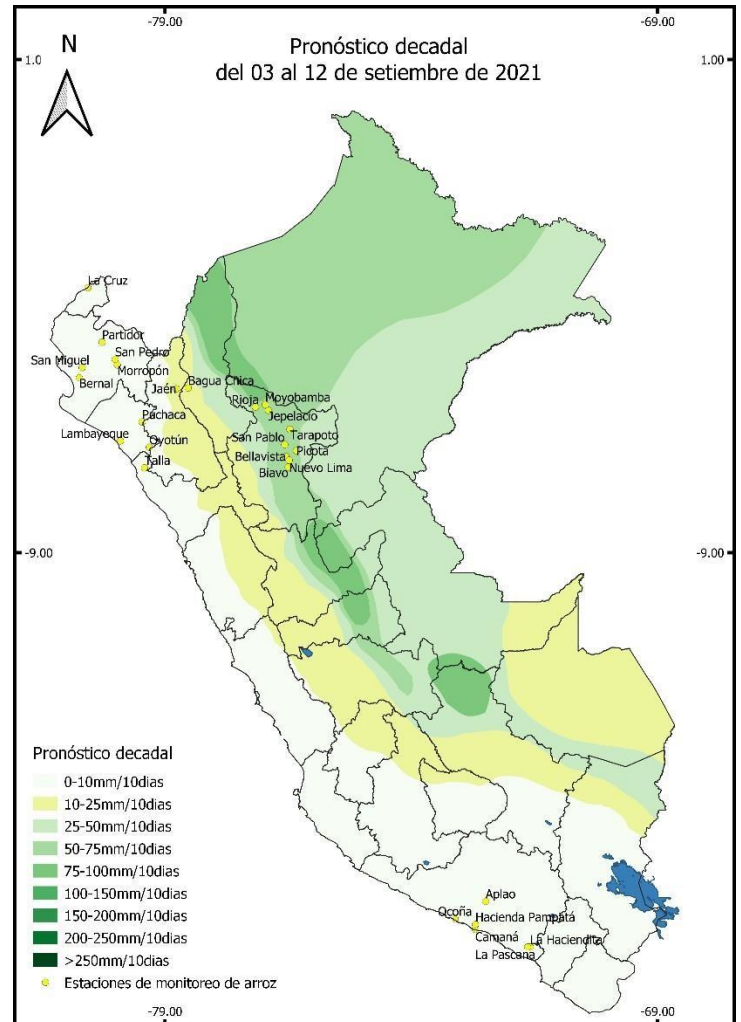 -79.00
-69.00
N
Pronóstico decadal
del 03 al 12 de setiembre de 2021
1.0
1.00
La Cruz
Partidor
San Pedro
San Miguel
Morropón
Bernal
Jaén
Bagua Chica
Rioja
Moyobamba
Jepelacio
Puchaca
Lambayeque
Oyotún
Talla
San Pablo
Tarapoto
Picota
Bellavista
Nuevo Lima
Biavo
-9.00
-9.00
Pronóstico decadal
0-10mm/10dias
10-25mm/10dias
25-50mm/10dias
50-75mm/10dias
75-100mm/10dias
100-150mm/10dias
150-200mm/10dias
200-250mm/10dias
>250mm/10dias
Estaciones de monitoreo de arroz
Aplao
Ocoña
Hacienda Pampatá
Camaná
La Haciendita
La Pascana
-79.00
-69.00